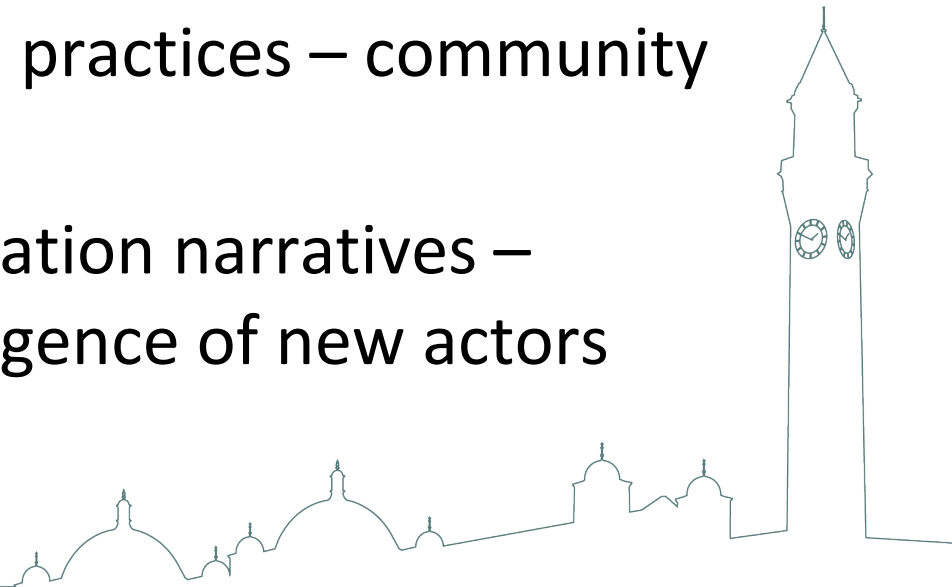 practices – community
ation narratives –
gence of new actors